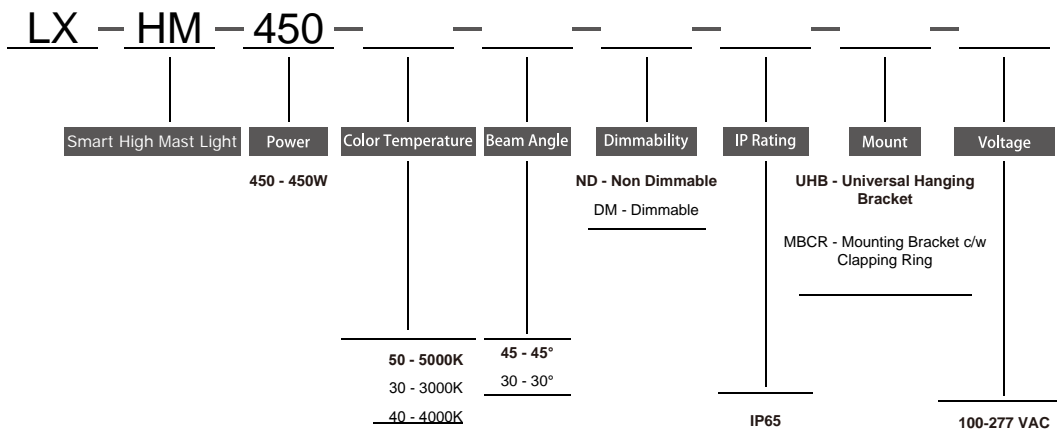 LX – HM – 450 – – – – – –
Smart High Mast Light
Power
Color Temperature
Beam Angle
Dimmability
IP Rating
Mount
Voltage
450 - 450W
ND - Non Dimmable
DM - Dimmable
UHB - Universal Hanging
Bracket
MBCR - Mounting Bracket c/w
Clapping Ring
50 - 5000K
30 - 3000K
40 - 4000K
45 - 45°
30 - 30°
IP65
100-277 VAC